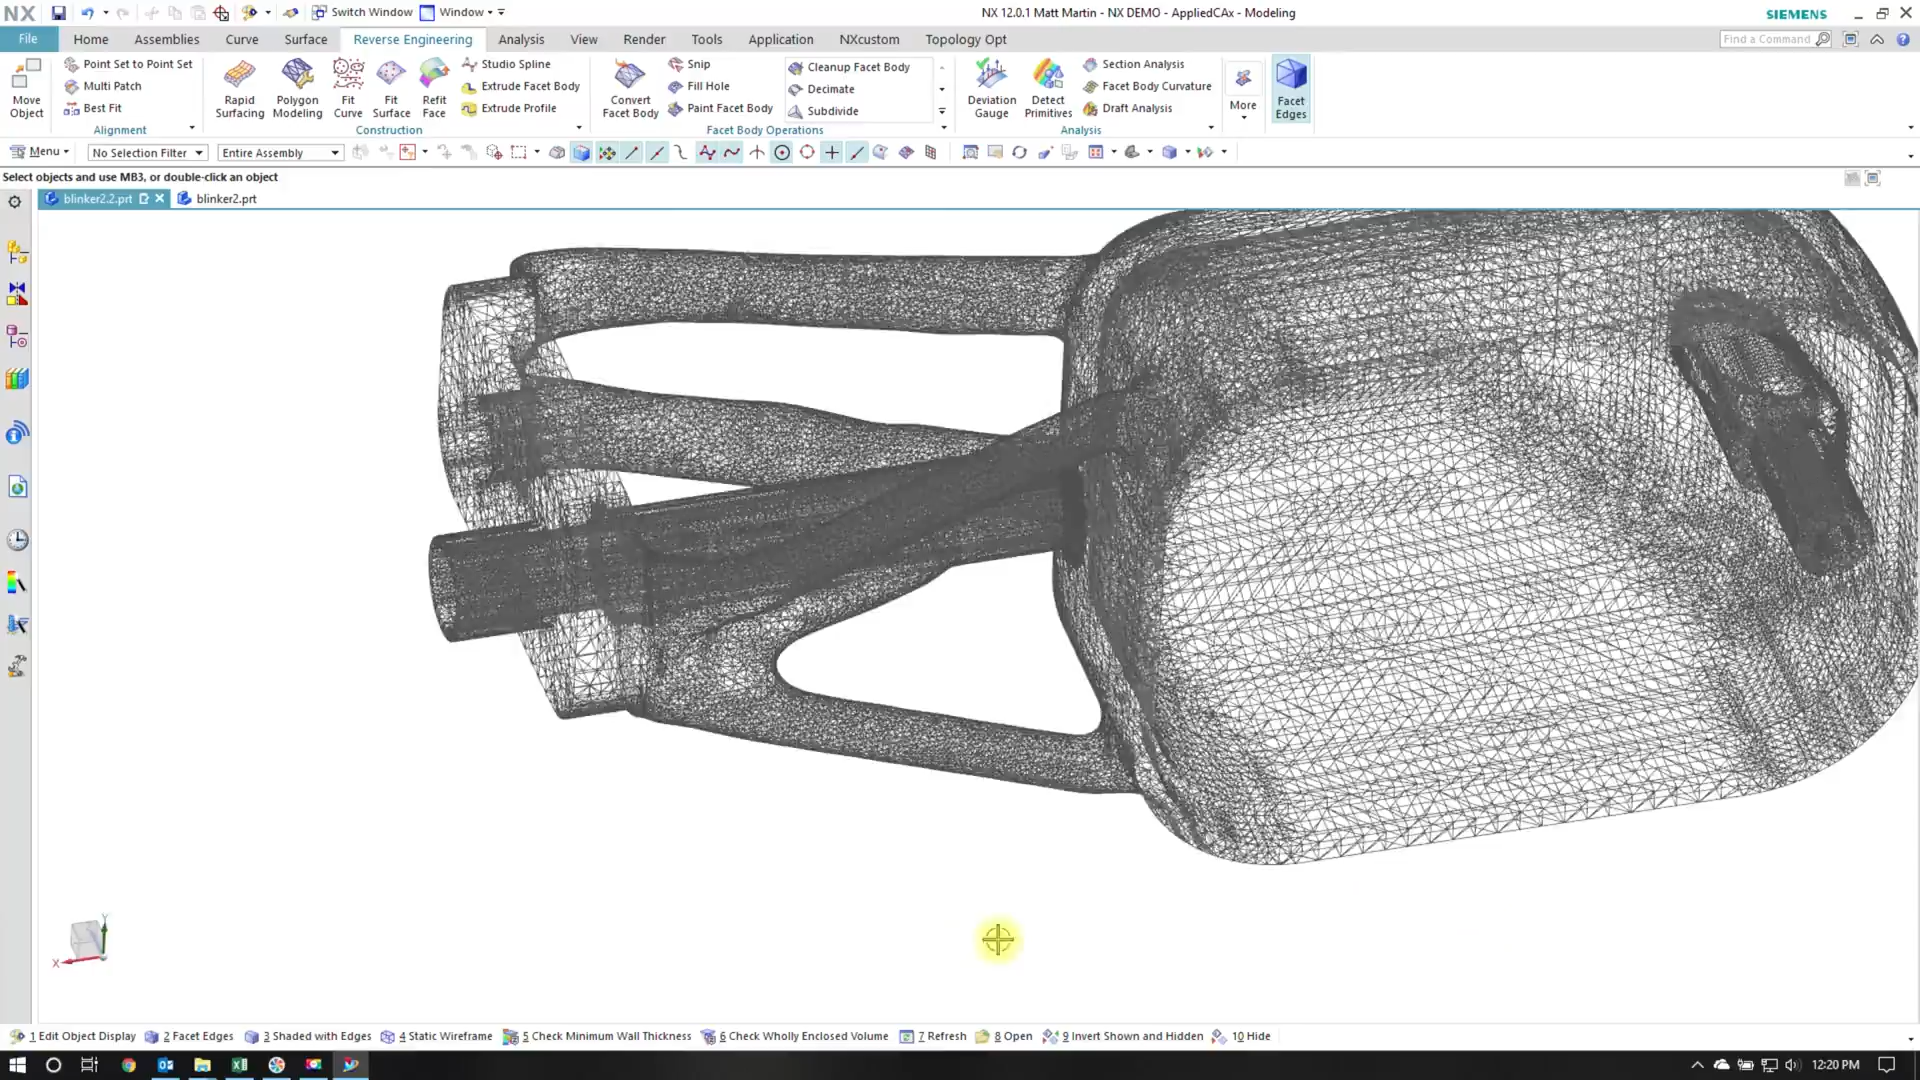 NX Switch Window Window NX 12.0.1 Matt Martin - NX DEMO - AppliedCAx - Modeling SIEMENS
File Home Assemblies Curve Surface Reverse Engineering Analysis View Render Tools Application NXcustom Topology Opt Find a Command
Point Set to Point Set Studio Spline Snip Cleanup Facet Body Section Analysis
Multi Patch Extrude Facet Body Fill Hole Decimate Facet Body Curvature
Best Fit Extrude Profile Paint Facet Body Subdivide Draft Analysis
Move Object
Rapid Surfacing
Polygon Modeling
Fit Curve
Fit Surface
Refit Face
Convert Facet Body
Deviation Gauge
Detect Primitives
More
Facet Edges
Alignment Construction Facet Body Operations Analysis
Menu No Selection Filter Entire Assembly
Select objects and use MB3, or double-click an object
blinker2.2.prt blinker2.prt
Y
X
1 Edit Object Display 2 Facet Edges 3 Shaded with Edges 4 Static Wireframe 5 Check Minimum Wall Thickness 6 Check Wholly Enclosed Volume 7 Refresh 8 Open 9 Invert Shown and Hidden 10 Hide
12:20 PM